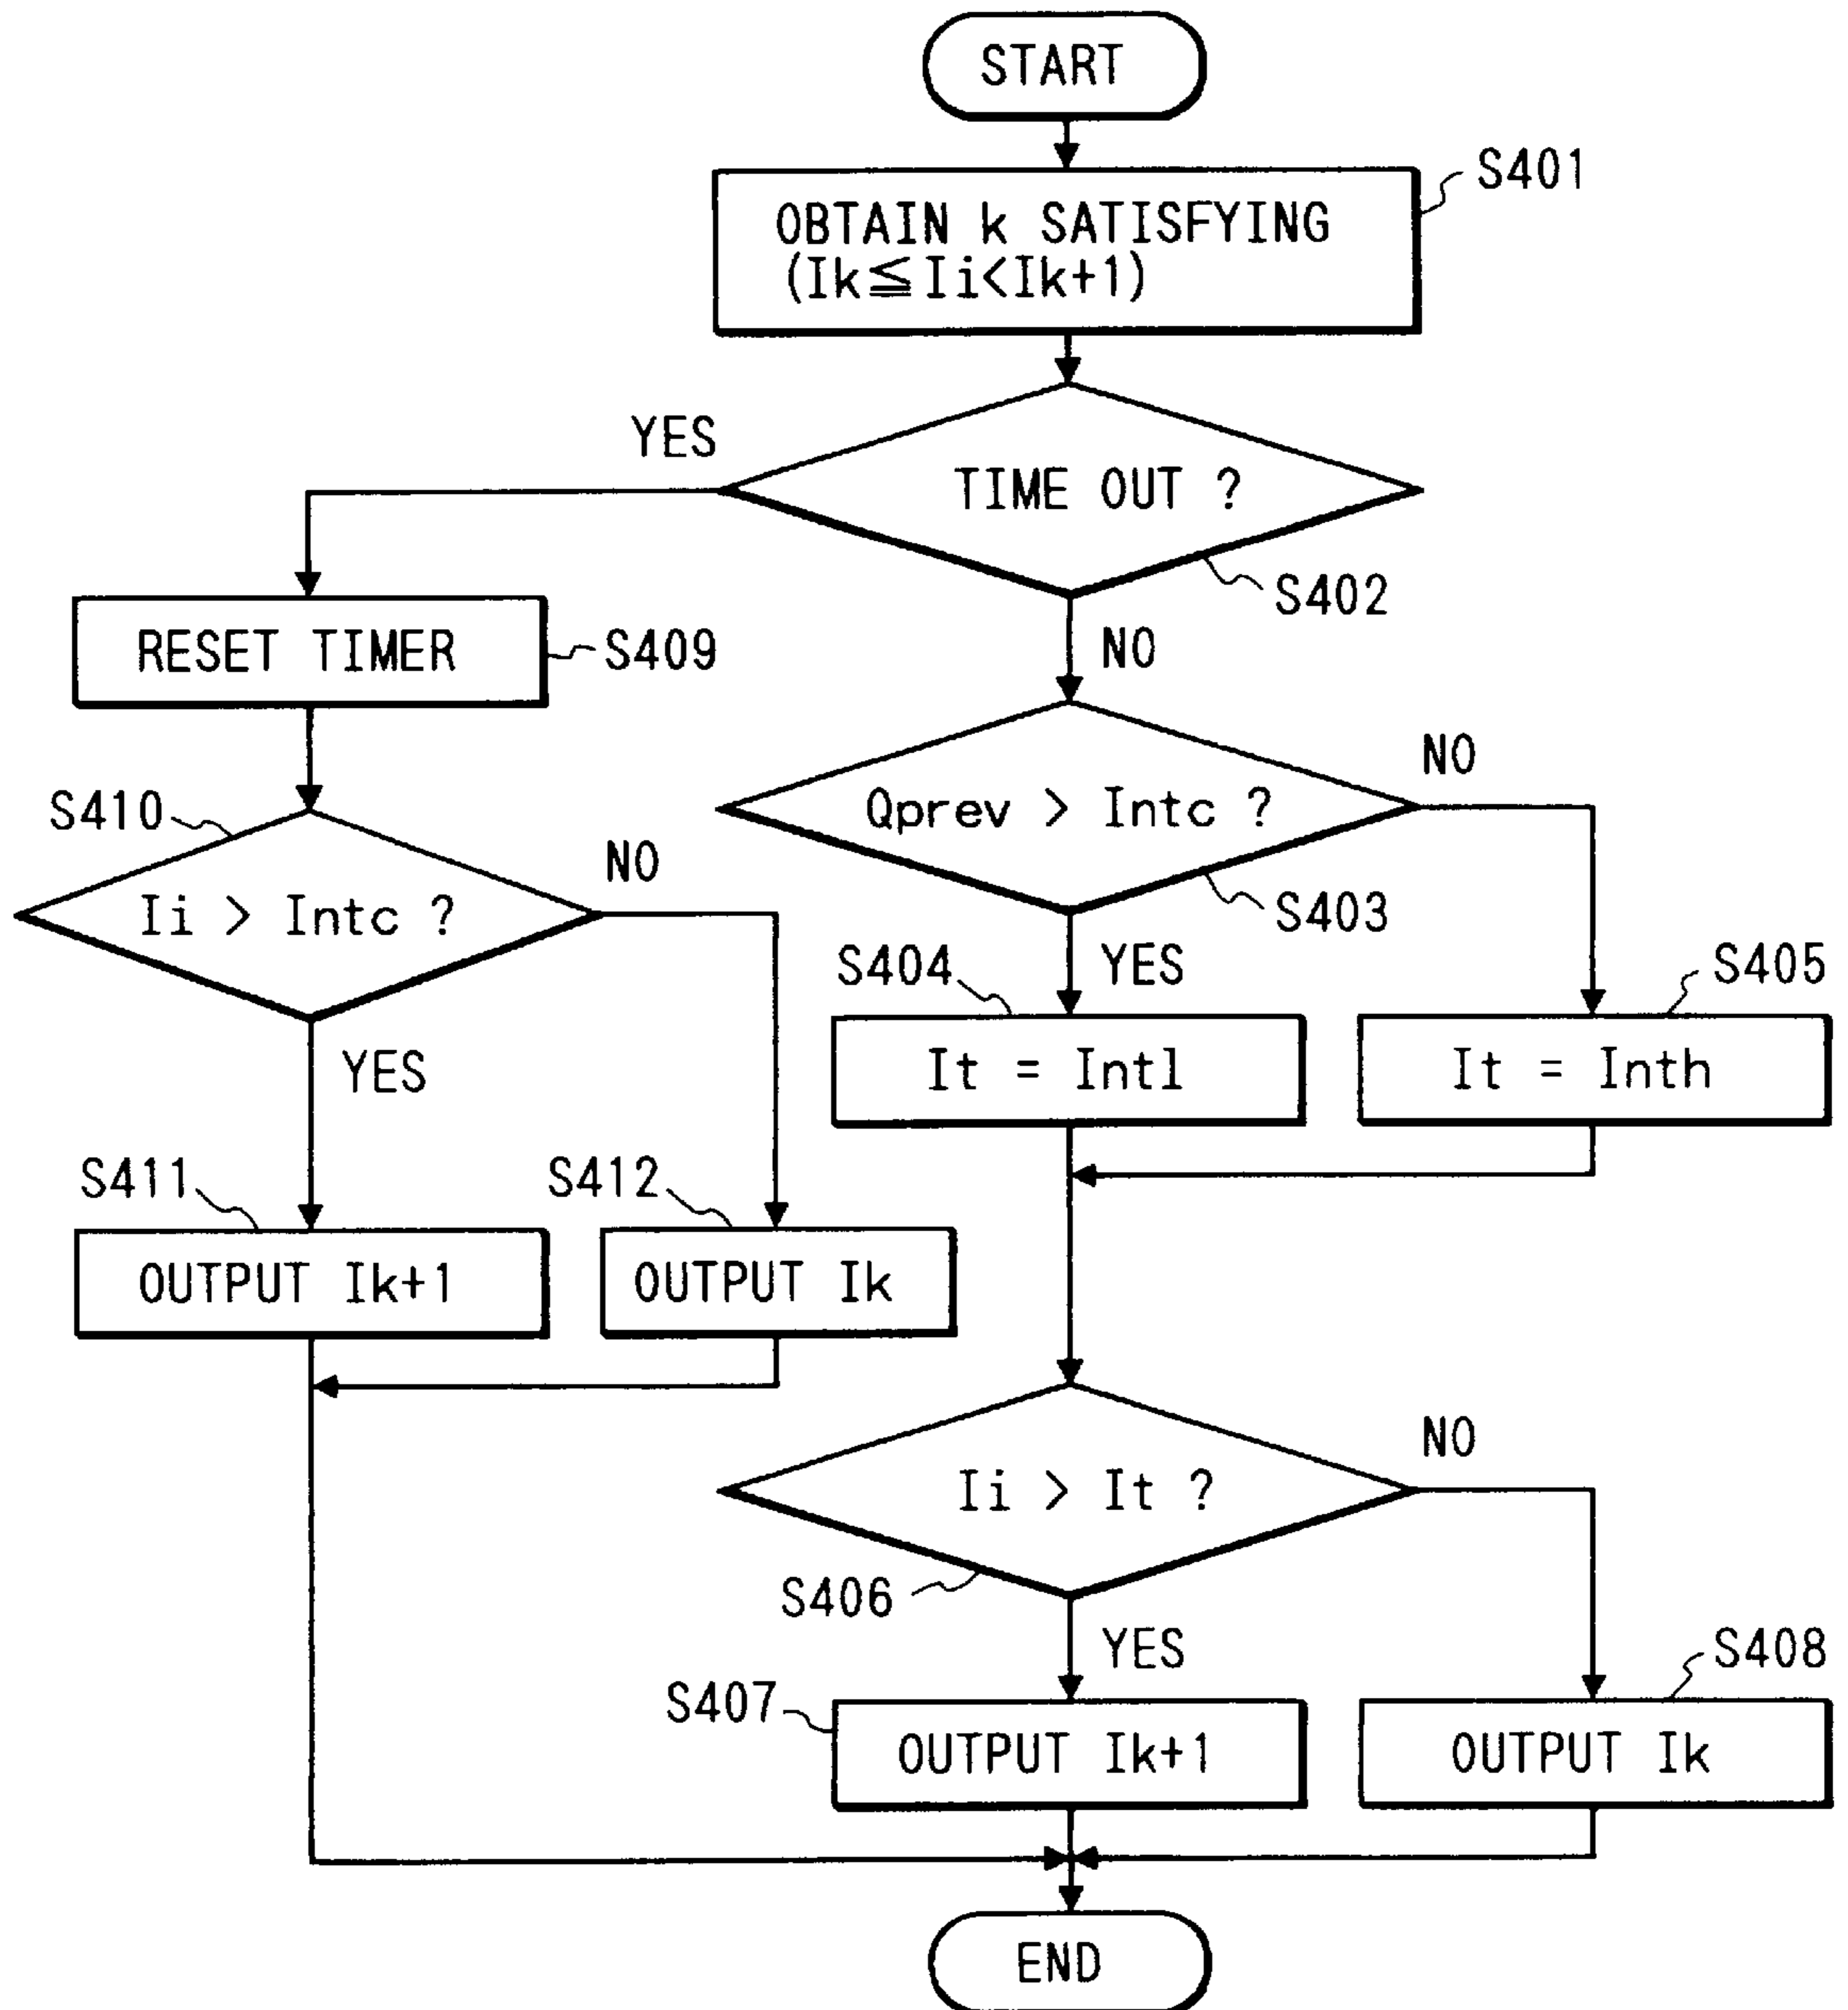 START
S401
OBTAIN k SATISFYING
(Ik≦Ii<Ik+1)
YES
TIME OUT ?
S402
NO
RESET TIMER
S409
S410
Ii > Intc ?
NO
YES
Qprev > Intc ?
NO
S403
YES
S404
It = Intl
S405
It = Inth
S411
OUTPUT Ik+1
S412
OUTPUT Ik
Ii > It ?
NO
S406
YES
S407
OUTPUT Ik+1
S408
OUTPUT Ik
END